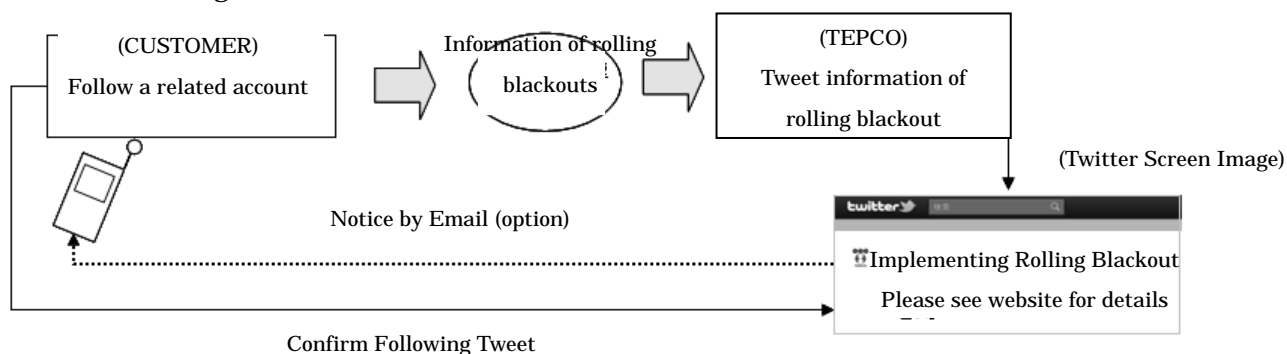 (CUSTOMER)
Follow a related account
Information of rolling
blackouts
(TEPCO)
Tweet information of
rolling blackout
(Twitter Screen Image)
twitter
Notice by Email (option)
Implementing Rolling Blackout
Please see website for details
Confirm Following Tweet